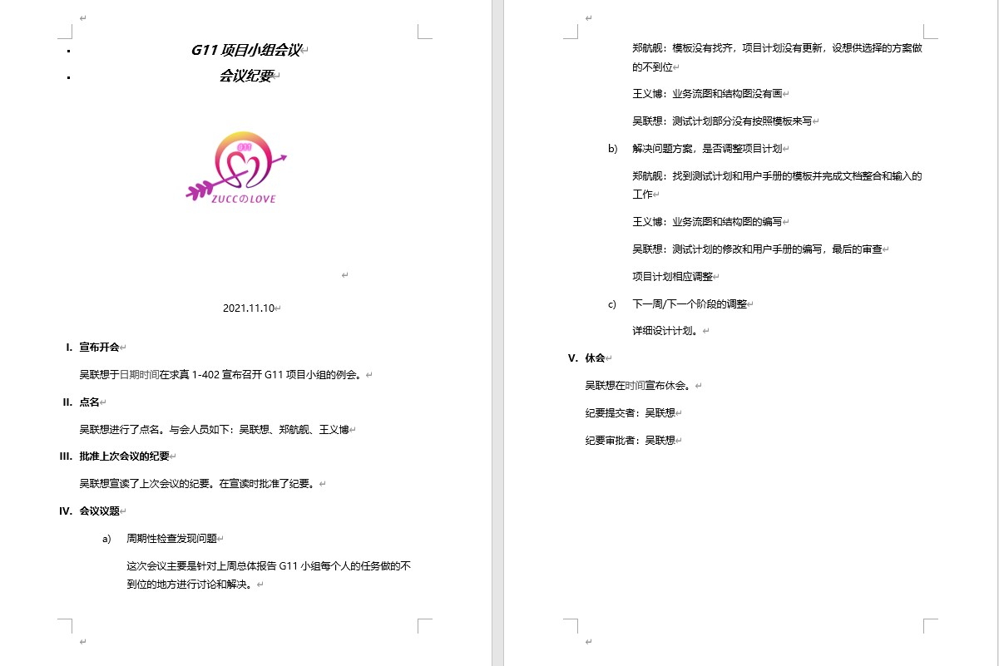 G11 项目小组会议
会议纪要
G11
ZUCCのLOVE
2021.11.10
I. 宣布开会
吴联想于日期时间在求真 1-402 宣布召开 G11 项目小组的例会。
II. 点名
吴联想进行了点名。与会人员如下：吴联想、郑航舰、王义博
III. 批准上次会议的纪要
吴联想宣读了上次会议的纪要。在宣读时批准了纪要。
IV. 会议议题
a) 周期性检查发现问题
这次会议主要是针对上周总体报告 G11 小组每个人的任务做的不
到位的地方进行讨论和解决。
郑航舰：模板没有找齐，项目计划没有更新，设想供选择的方案做
的不到位
王义博：业务流图和结构图没有画
吴联想：测试计划部分没有按照模板来写
b) 解决问题方案，是否调整项目计划
郑航舰：找到测试计划和用户手册的模板并完成文档整合和输入的
工作
王义博：业务流图和结构图的编写
吴联想：测试计划的修改和用户手册的编写，最后的审查
项目计划相应调整
c) 下一周/下一个阶段的调整
详细设计计划。
V. 休会
吴联想在时间宣布休会。
纪要提交者：吴联想
纪要审批者：吴联想